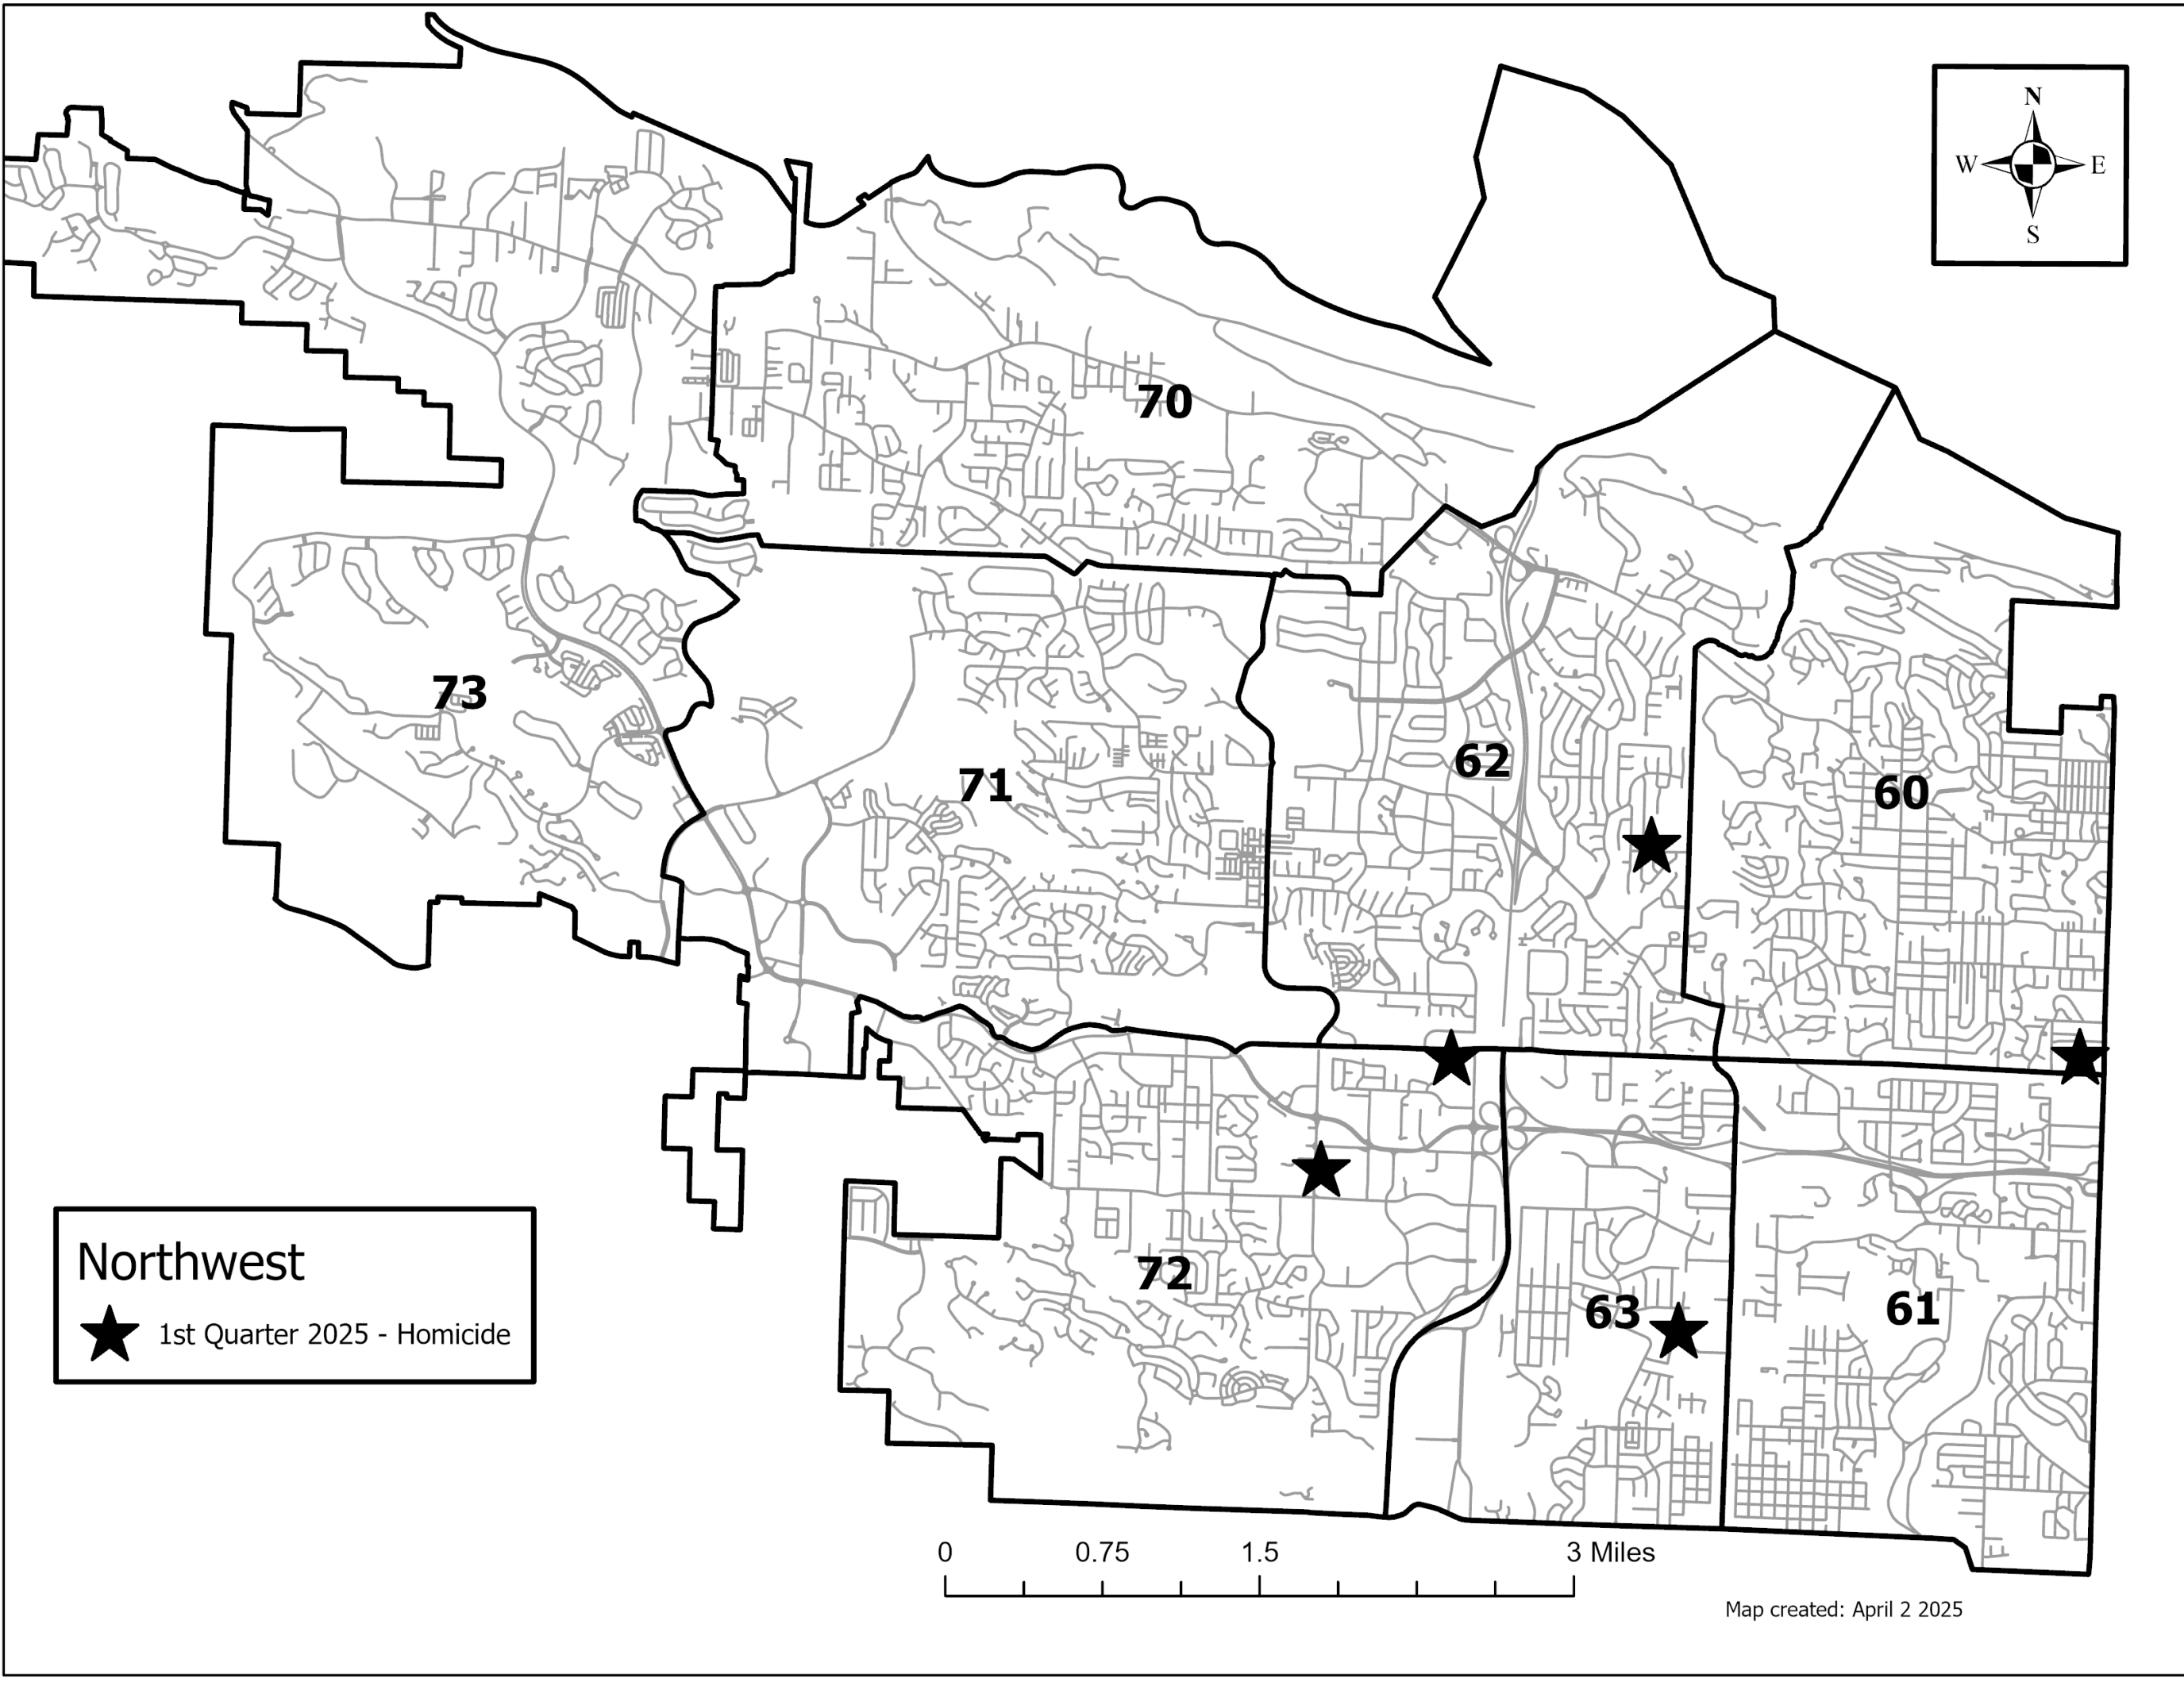 N
W E
S
70
73
62
71
60
72
63
61
Northwest
1st Quarter 2025 - Homicide
0 0.75 1.5 3 Miles
Map created: April 2 2025